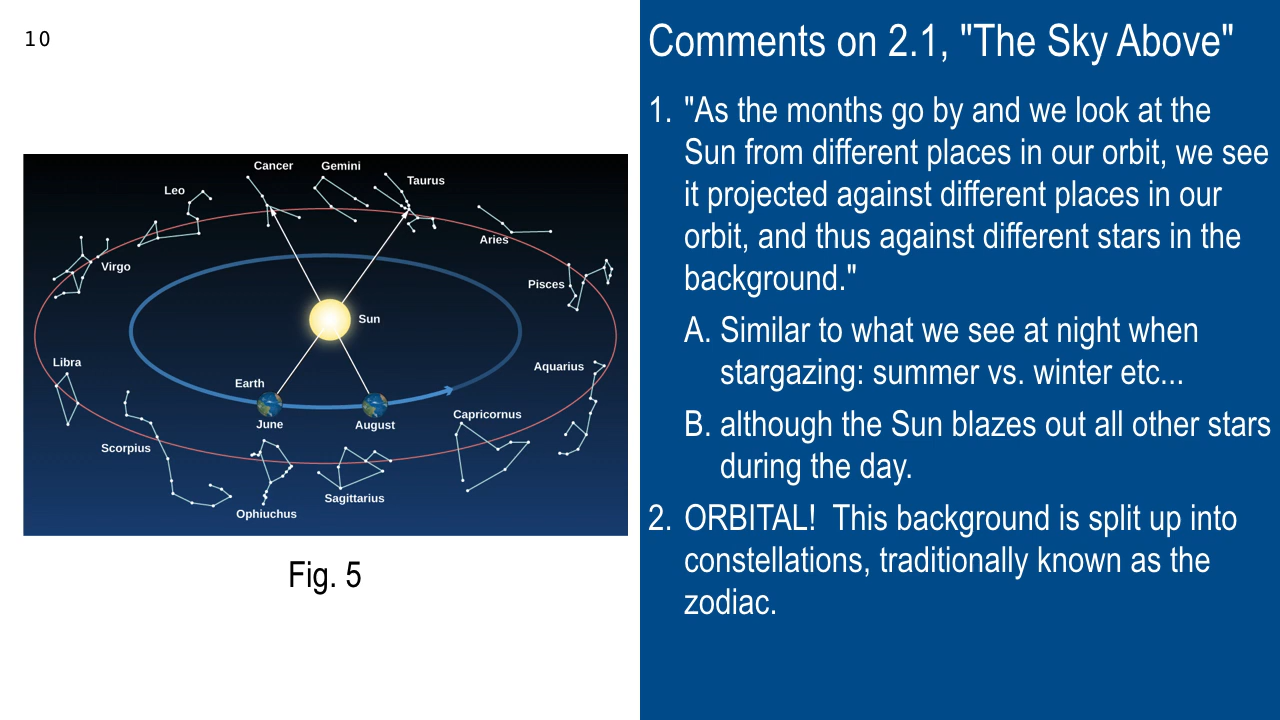 10
Cancer
Gemini
Taurus
Leo
Aries
Virgo
Pisces
Sun
Libra
Aquarius
Earth
June
August
Capricornus
Scorpius
Sagittarius
Ophiuchus
Fig. 5
Comments on 2.1, "The Sky Above"
1. "As the months go by and we look at the
Sun from different places in our orbit, we see
it projected against different places in our
orbit, and thus against different stars in the
background."
A. Similar to what we see at night when
stargazing: summer vs. winter etc...
B. although the Sun blazes out all other stars
during the day.
2. ORBITAL!  This background is split up into
constellations, traditionally known as the
zodiac.